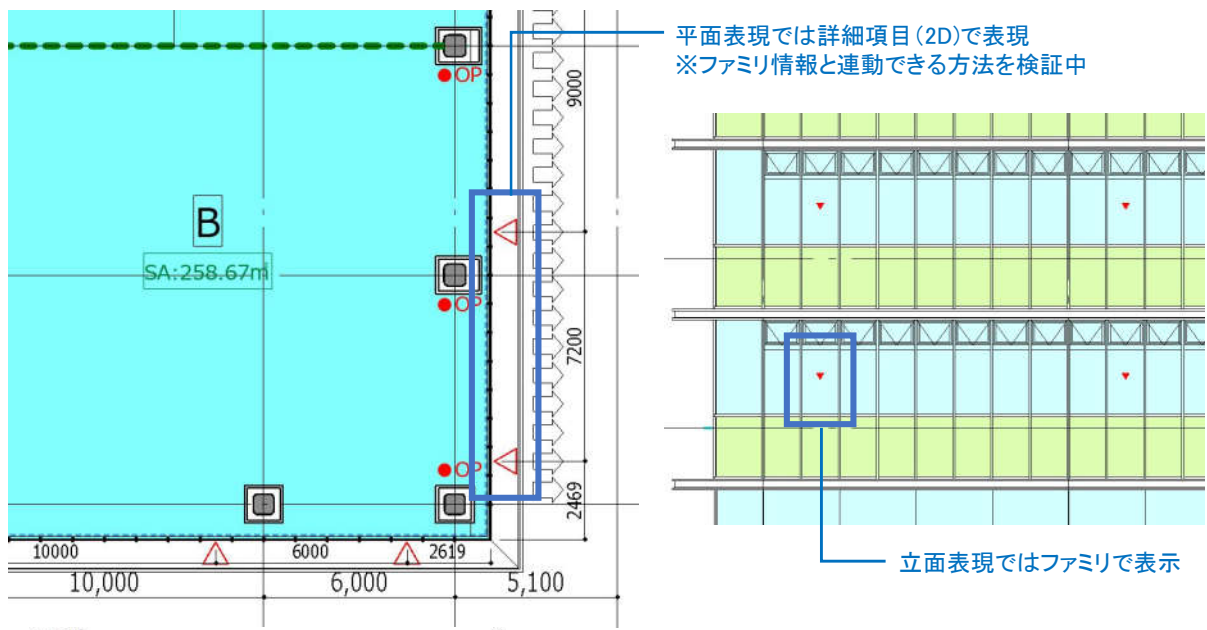 平面表現では詳細項目（2D）で表現
※ファミリ情報と連動できる方法を検証中
OP
9000
B
SA:258.67㎡
OP
7200
OP
2469
10000
6000
2619
10,000
6,000
5,100
立面表現ではファミリで表示